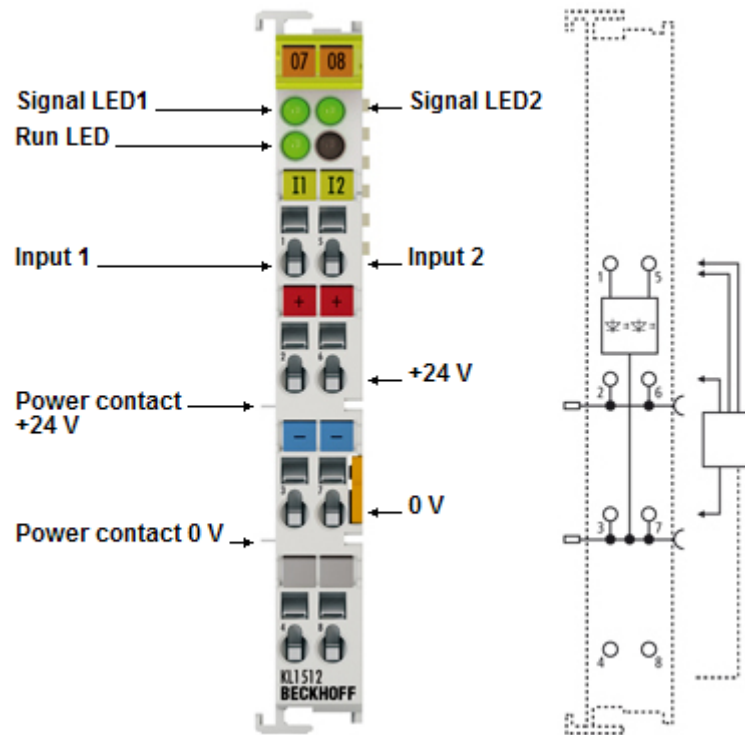 07 08
Signal LED1
Signal LED2
Run LED
I1 I2
1 5
Input 1
Input 2
+ +
2 6
+24 V
Power contact
+24 V
− −
3 7
0 V
Power contact 0 V
4 8
KL1512
BECKHOFF
1 5
2 6
3 7
4 8